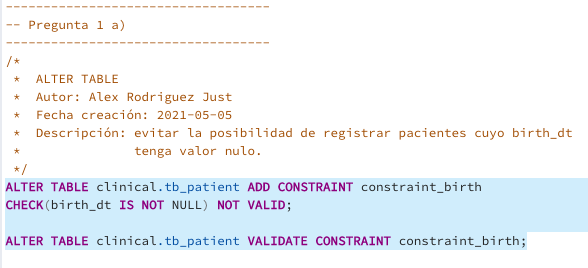 -----------------------------------
-- Pregunta 1 a)
-----------------------------------
/*
 *  ALTER TABLE
 *  Autor: Alex Rodriguez Just
 *  Fecha creación: 2021-05-05
 *  Descripción: evitar la posibilidad de registrar pacientes cuyo birth_dt
 *               tenga valor nulo.
 */
ALTER TABLE clinical.tb_patient ADD CONSTRAINT constraint_birth
CHECK(birth_dt IS NOT NULL) NOT VALID;

ALTER TABLE clinical.tb_patient VALIDATE CONSTRAINT constraint_birth;